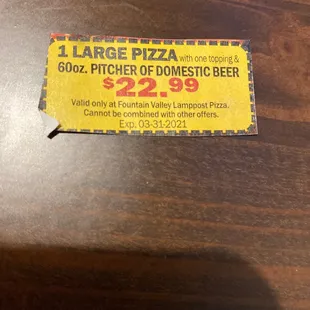 1 LARGE PIZZA with one topping &
60oz. PITCHER OF DOMESTIC BEER
$22.99
Valid only at Fountain Valley Lamppost Pizza.
Cannot be combined with other offers.
Exp. 03-31-2021